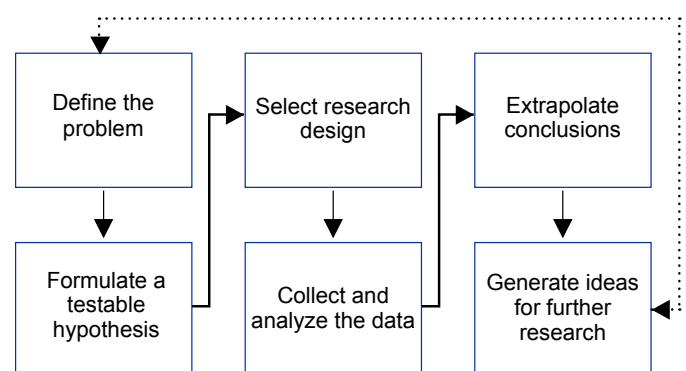 Define the
problem
Formulate a
testable
hypothesis
Select research
design
Collect and
analyze the data
Extrapolate
conclusions
Generate ideas
for further
research